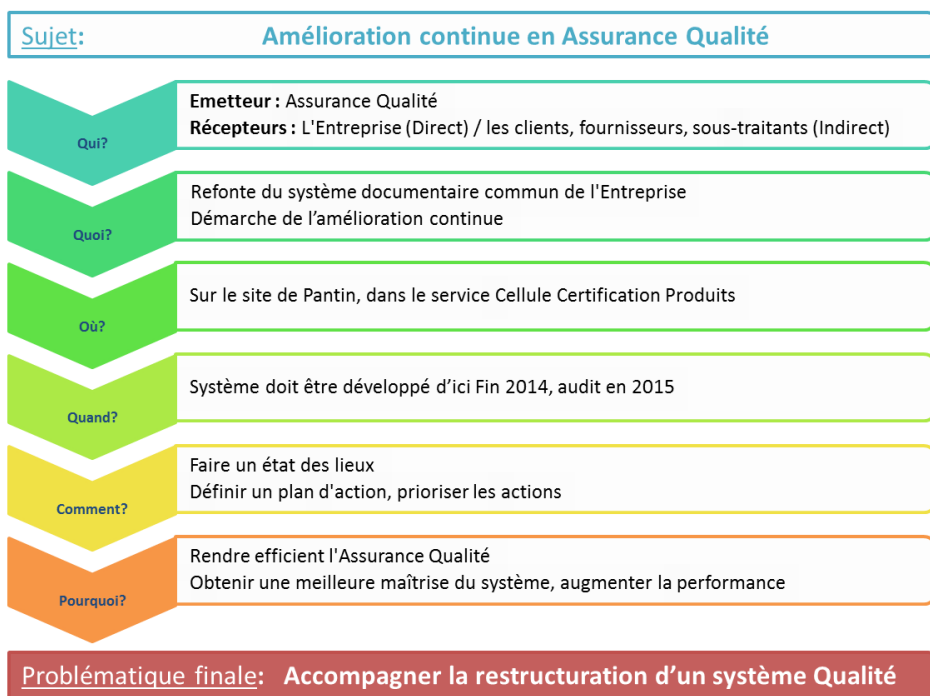 Sujet: Amélioration continue en Assurance Qualité
Qui?
Emetteur : Assurance Qualité
Récepteurs : L'Entreprise (Direct) / les clients, fournisseurs, sous-traitants (Indirect)
Quoi?
Refonte du système documentaire commun de l'Entreprise
Démarche de l’amélioration continue
Où?
Sur le site de Pantin, dans le service Cellule Certification Produits
Quand?
Système doit être développé d’ici Fin 2014, audit en 2015
Comment?
Faire un état des lieux
Définir un plan d'action, prioriser les actions
Pourquoi?
Rendre efficient l'Assurance Qualité
Obtenir une meilleure maîtrise du système, augmenter la performance
Problématique finale: Accompagner la restructuration d’un système Qualité